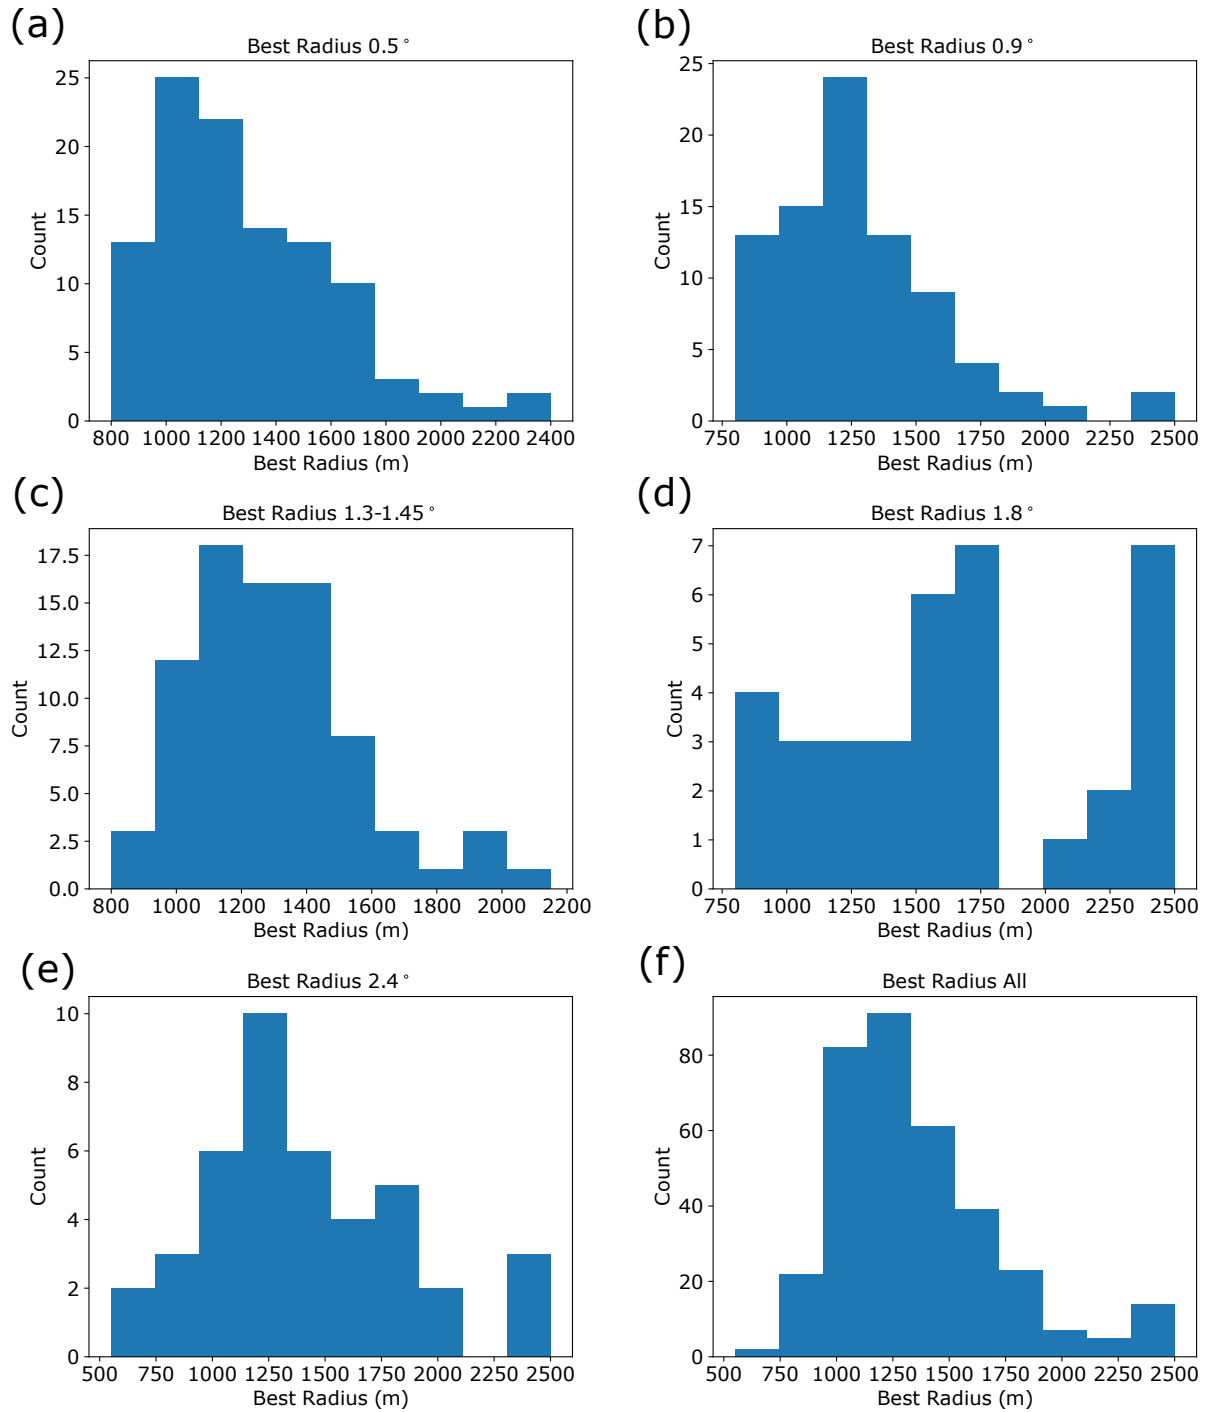 (a)
Best Radius 0.5°
Count
25
20
15
10
5
0
800 1000 1200 1400 1600 1800 2000 2200 2400
Best Radius (m)
(b)
Best Radius 0.9°
Count
25
20
15
10
5
0
750 1000 1250 1500 1750 2000 2250 2500
Best Radius (m)
(c)
Best Radius 1.3-1.45°
Count
17.5
15.0
12.5
10.0
7.5
5.0
2.5
0.0
800 1000 1200 1400 1600 1800 2000 2200
Best Radius (m)
(d)
Best Radius 1.8°
Count
7
6
5
4
3
2
1
0
750 1000 1250 1500 1750 2000 2250 2500
Best Radius (m)
(e)
Best Radius 2.4°
Count
10
8
6
4
2
0
500 750 1000 1250 1500 1750 2000 2250 2500
Best Radius (m)
(f)
Best Radius All
Count
80
60
40
20
0
500 750 1000 1250 1500 1750 2000 2250 2500
Best Radius (m)